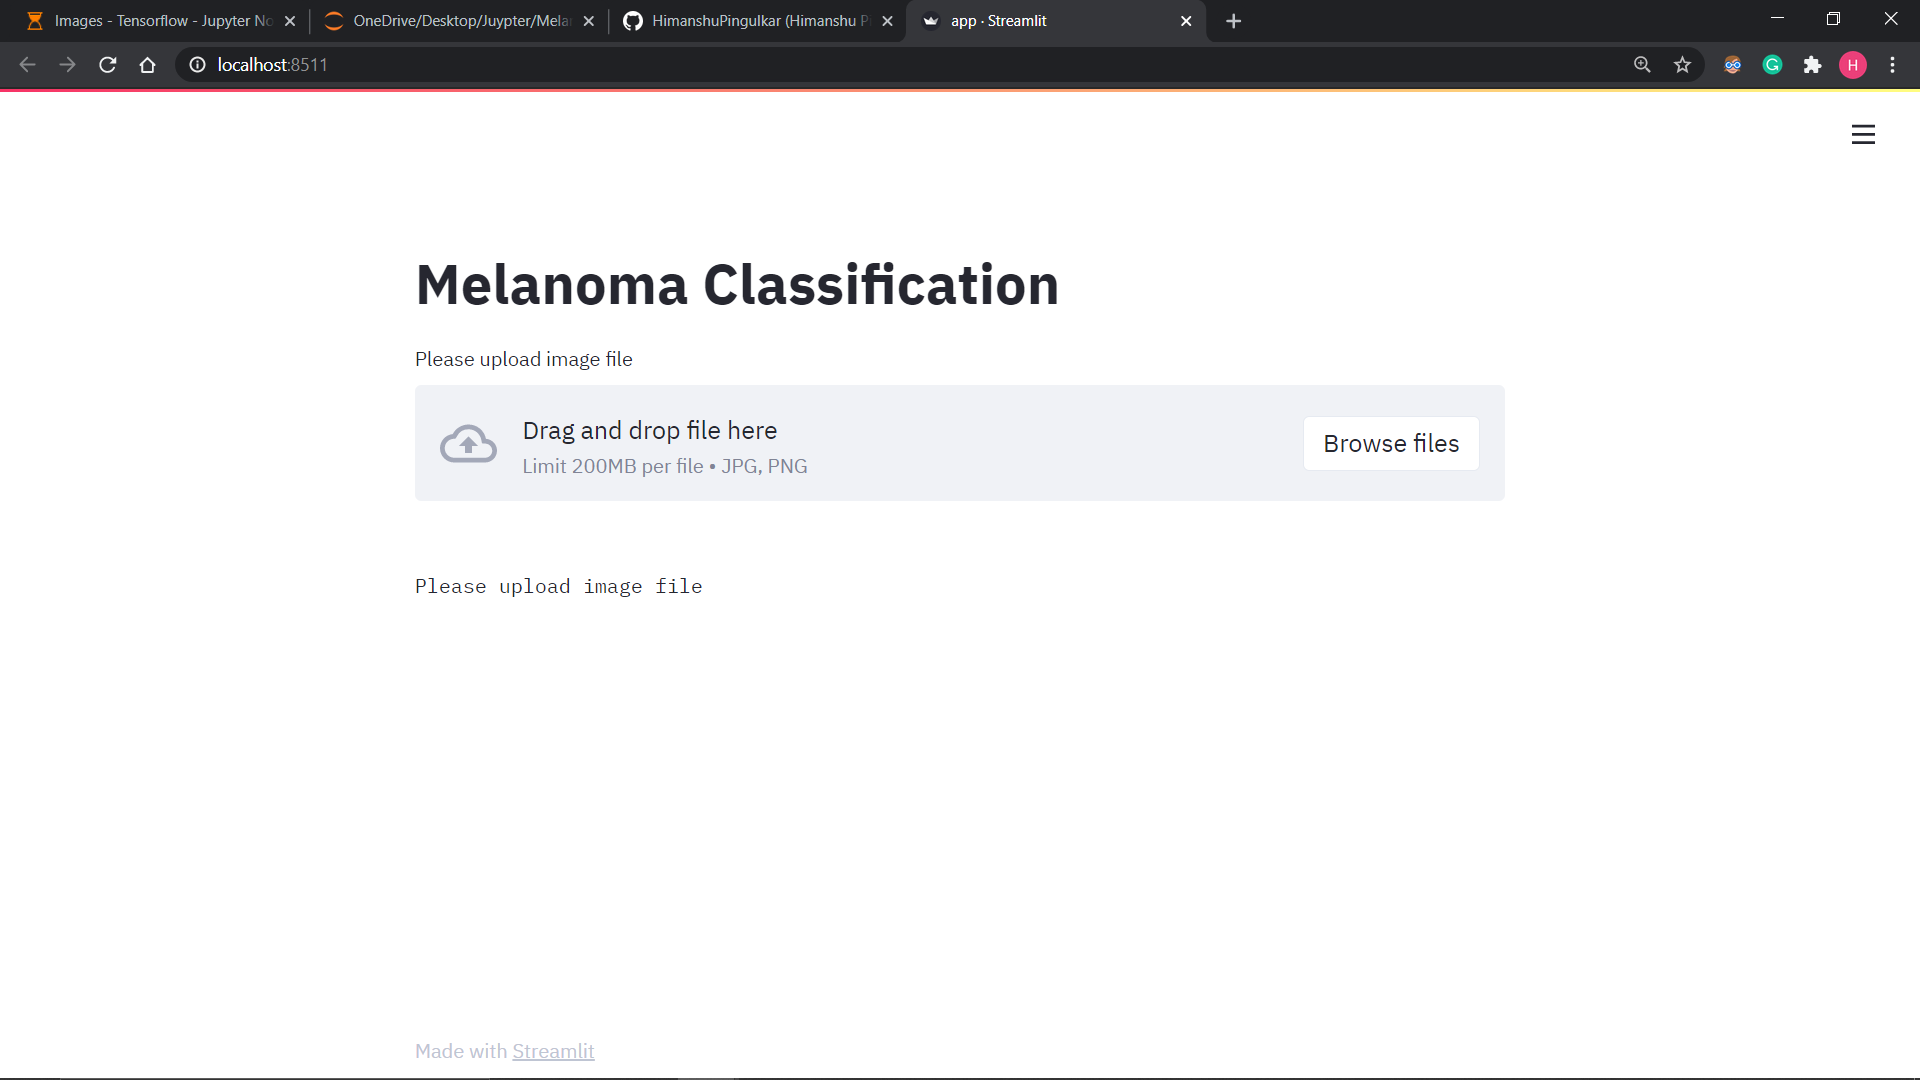 Images - Tensorflow - Jupyter No
OneDrive/Desktop/Juypter/Melan
HimanshuPingulkar (Himanshu P
app · Streamlit
localhost:8511
H
Melanoma Classification
Please upload image file
Drag and drop file here
Limit 200MB per file • JPG, PNG
Browse files
Please upload image file
Made with Streamlit